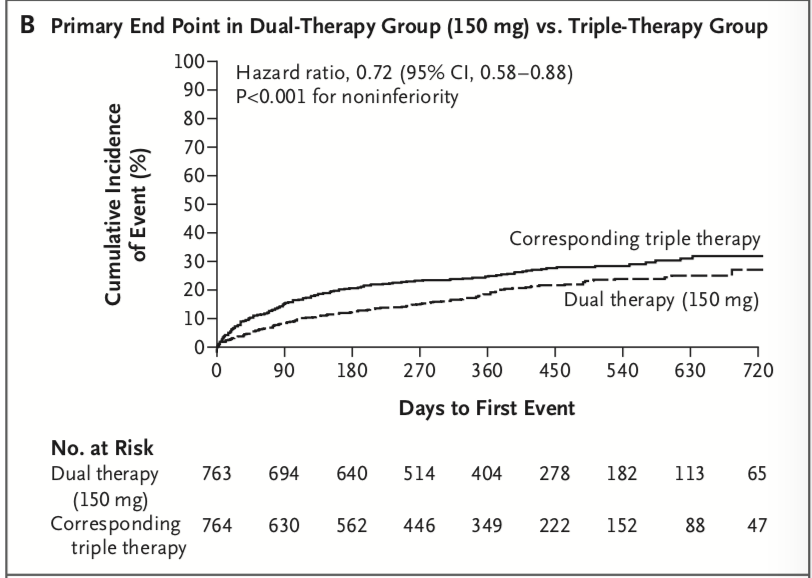 B Primary End Point in Dual-Therapy Group (150 mg) vs. Triple-Therapy Group
Hazard ratio, 0.72 (95% CI, 0.58–0.88)
P<0.001 for noninferiority
Cumulative Incidence
of Event (%)
100
90
80
70
60
50
40
30
20
10
0
Corresponding triple therapy
Dual therapy (150 mg)
0 90 180 270 360 450 540 630 720
Days to First Event
No. at Risk
Dual therapy 763 694 640 514 404 278 182 113 65
(150 mg)
Corresponding 764 630 562 446 349 222 152 88 47
triple therapy